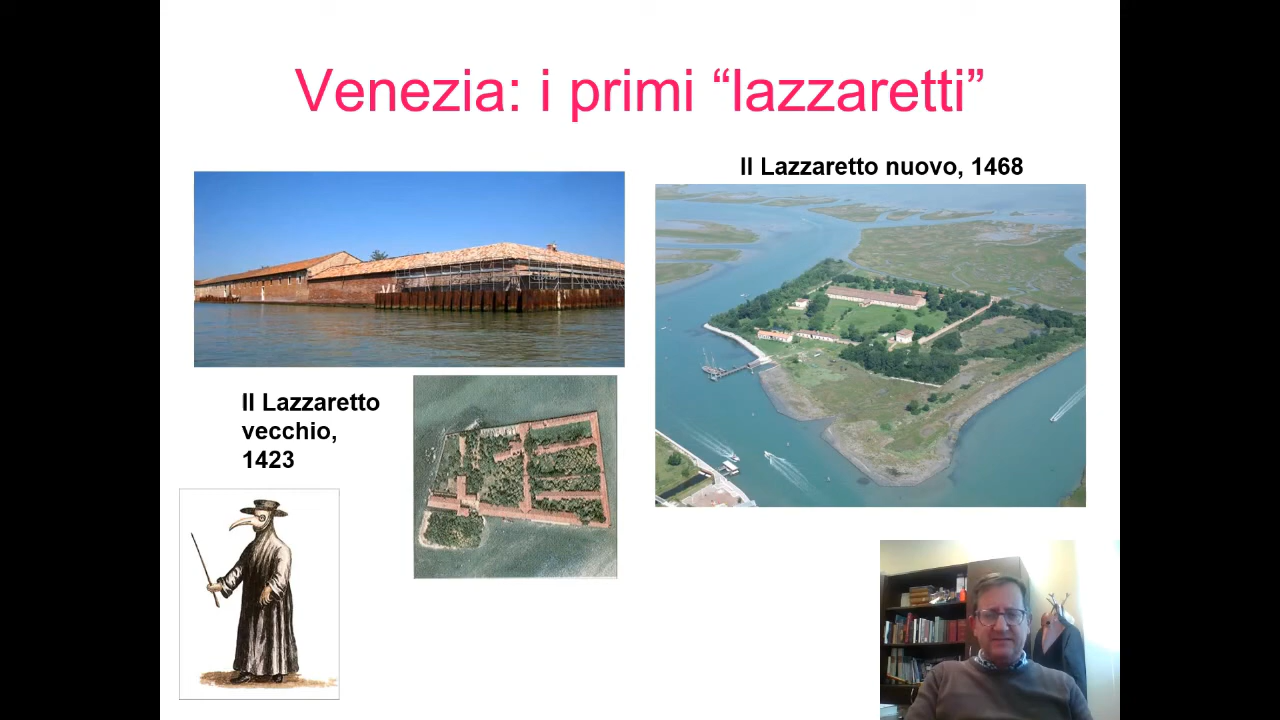 Venezia: i primi “lazzaretti”
Il Lazzaretto nuovo, 1468
Il Lazzaretto
vecchio,
1423